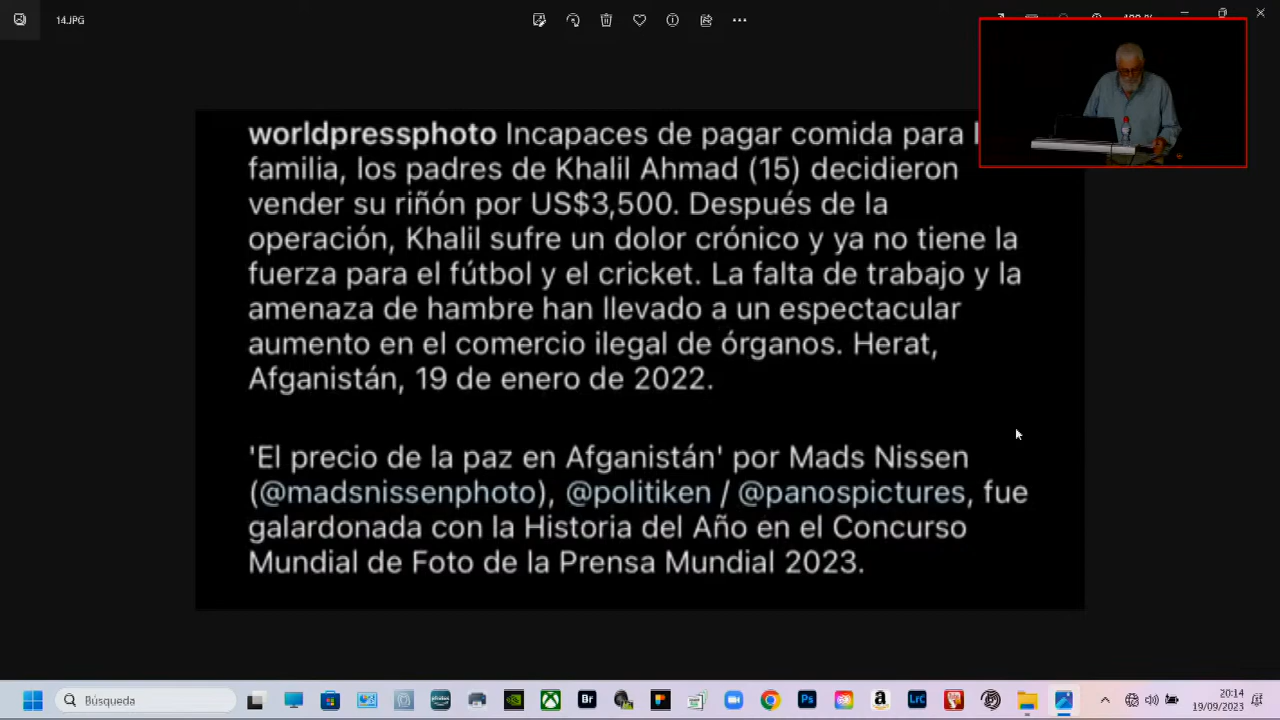 14.JPG
worldpressphoto Incapaces de pagar comida para
familia, los padres de Khalil Ahmad (15) decidieron
vender su riñón por US$3,500. Después de la
operación, Khalil sufre un dolor crónico y ya no tiene la
fuerza para el fútbol y el cricket. La falta de trabajo y la
amenaza de hambre han llevado a un espectacular
aumento en el comercio ilegal de órganos. Herat,
Afganistán, 19 de enero de 2022.
'El precio de la paz en Afganistán' por Mads Nissen
(@madsnissenphoto), @politiken / @panospictures, fue
galardonada con la Historia del Año en el Concurso
Mundial de Foto de la Prensa Mundial 2023.
Búsqueda
Br
Ps
LrC
20:14
19/09/2023